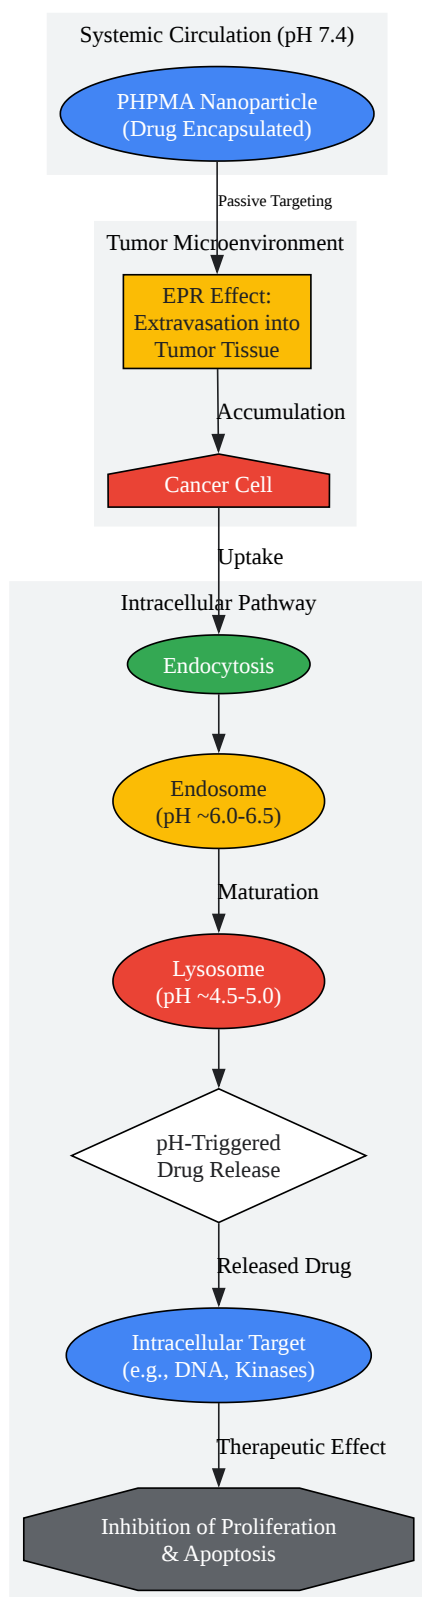 Systemic Circulation (pH 7.4)
PHPMA Nanoparticle
(Drug Encapsulated)
Passive Targeting
Tumor Microenvironment
EPR Effect:
Extravasation into
Tumor Tissue
Accumulation
Cancer Cell
Uptake
Intracellular Pathway
Endocytosis
Endosome
(pH ~6.0-6.5)
Maturation
Lysosome
(pH ~4.5-5.0)
pH-Triggered
Drug Release
Released Drug
Intracellular Target
(e.g., DNA, Kinases)
Therapeutic Effect
Inhibition of Proliferation
& Apoptosis